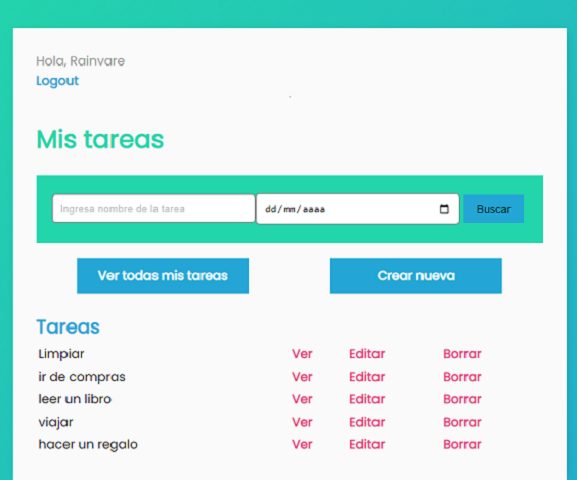 Hola, Rainvare
Logout
Mis tareas
Ingresa nombre de la tarea dd/mm/aaaa Buscar
Ver todas mis tareas Crear nueva
Tareas
Limpiar Ver Editar Borrar
ir de compras Ver Editar Borrar
leer un libro Ver Editar Borrar
viajar Ver Editar Borrar
hacer un regalo Ver Editar Borrar